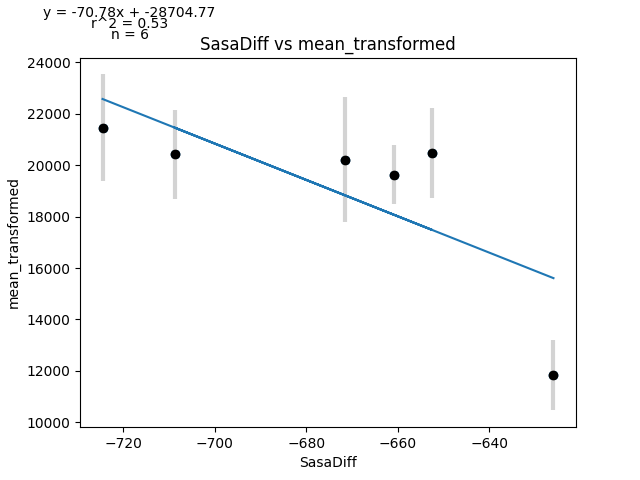 y = -70.78x + -28704.77
r^2 = 0.53
n = 6
SasaDiff vs mean_transformed
24000
22000
20000
18000
16000
14000
12000
10000
mean_transformed
−720
−700
−680
−660
−640
SasaDiff